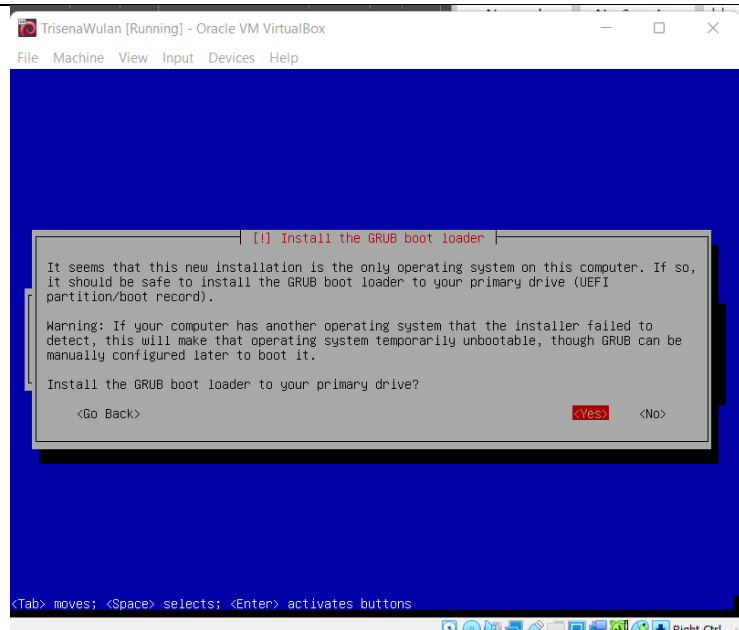 TrisenaWulan [Running] - Oracle VM VirtualBox
File Machine View Input Devices Help
[!] Install the GRUB boot loader
It seems that this new installation is the only operating system on this computer. If so,
it should be safe to install the GRUB boot loader to your primary drive (UEFI
partition/boot record).
Warning: If your computer has another operating system that the installer failed to
detect, this will make that operating system temporarily unbootable, though GRUB can be
manually configured later to boot it.
Install the GRUB boot loader to your primary drive?
<Go Back> <Yes> <No>
<Tab> moves; <Space> selects; <Enter> activates buttons
Right Ctrl